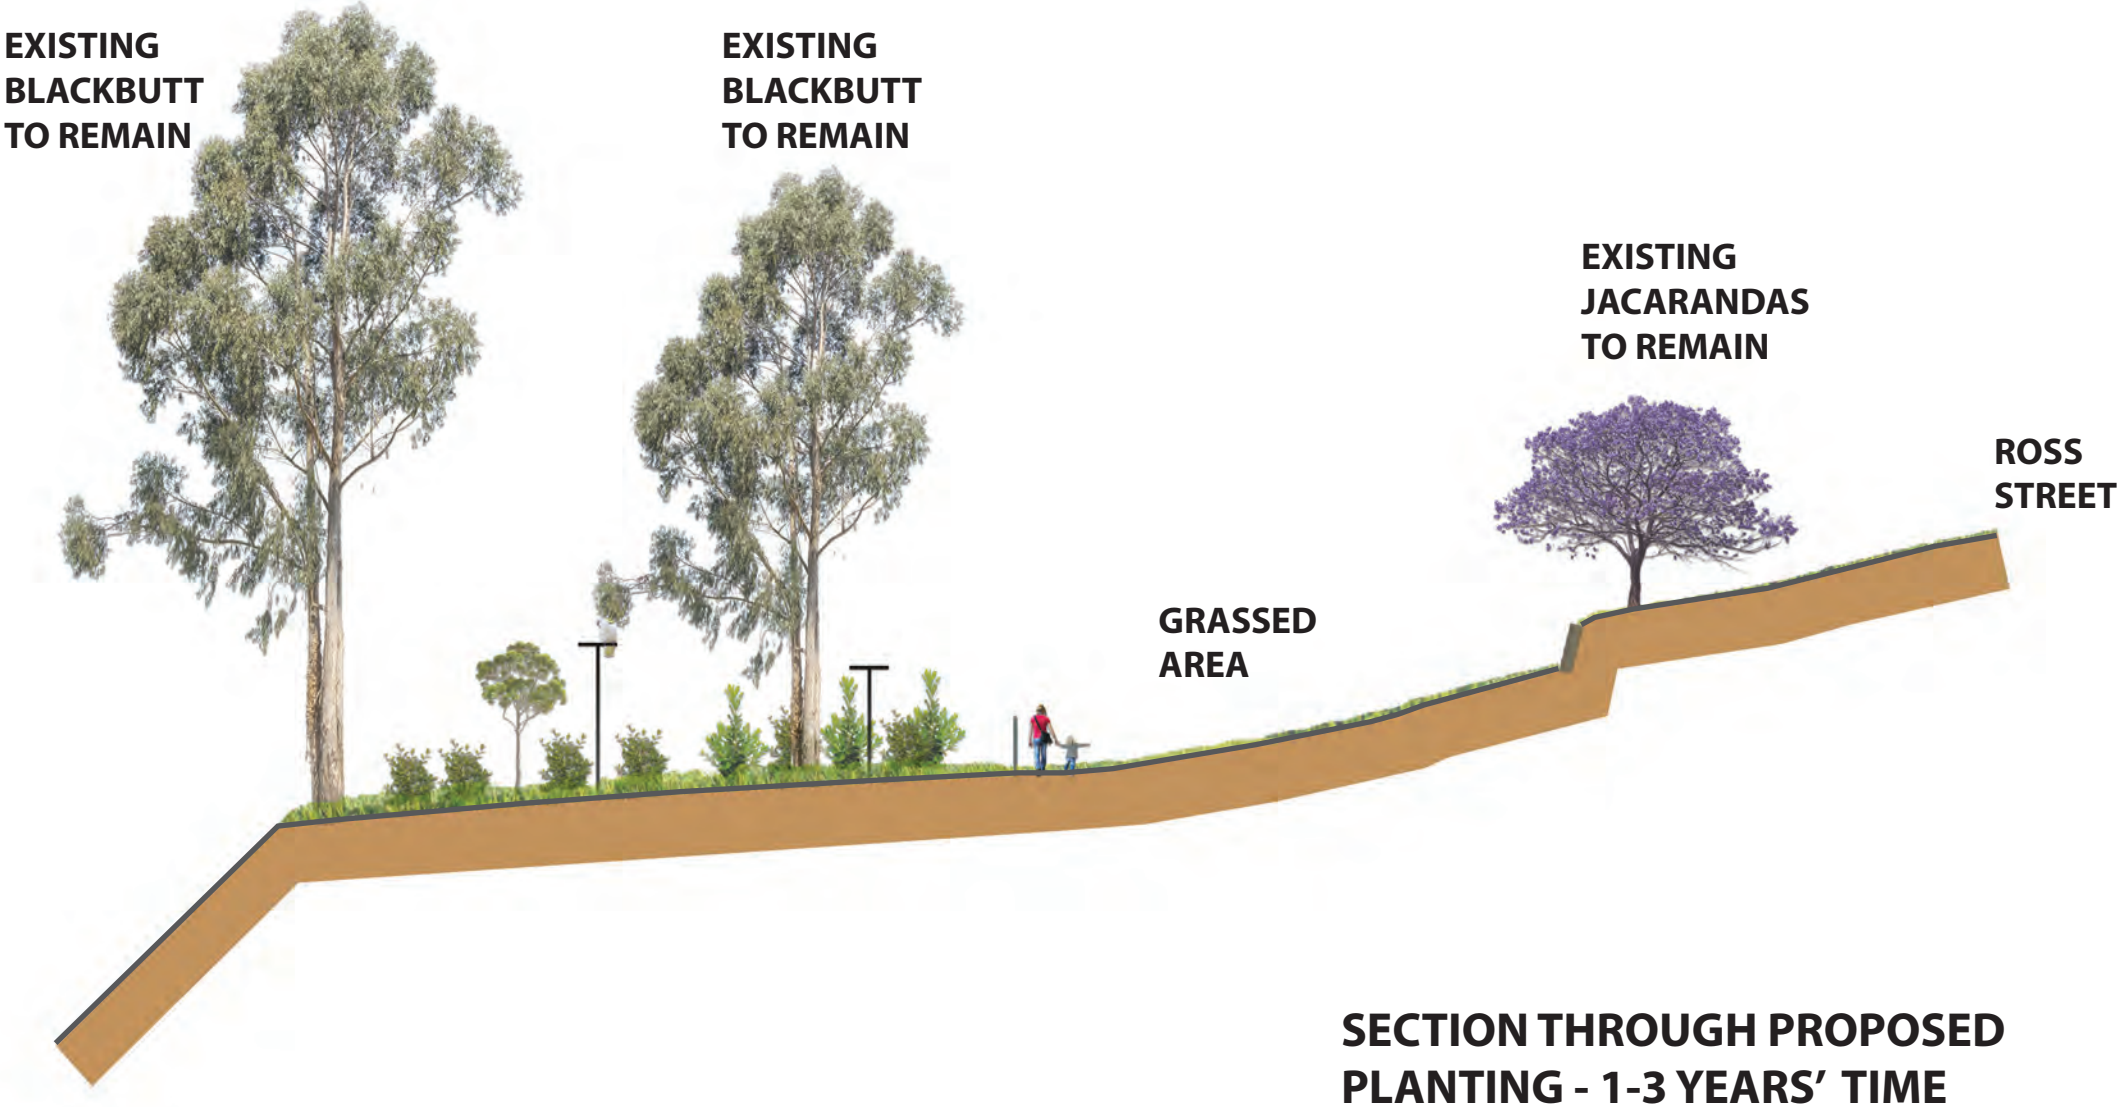 EXISTING
BLACKBUTT
TO REMAIN
EXISTING
BLACKBUTT
TO REMAIN
EXISTING
JACARANDAS
TO REMAIN
ROSS
STREET
GRASSED
AREA
SECTION THROUGH PROPOSED
PLANTING - 1-3 YEARS’ TIME